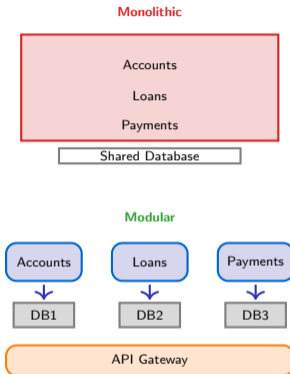 Monolithic
Accounts
Loans
Payments
Shared Database
Modular
Accounts Loans Payments
DB1 DB2 DB3
API Gateway